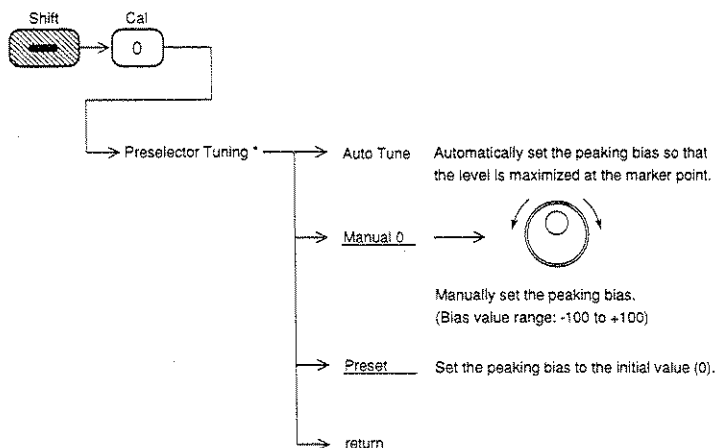 Shift Cal
0
Preselector Tuning * Auto Tune Automatically set the peaking bias so that
the level is maximized at the marker point.
Manual 0
Manually set the peaking bias.
(Bias value range: -100 to +100)
Preset Set the peaking bias to the initial value (0).
return